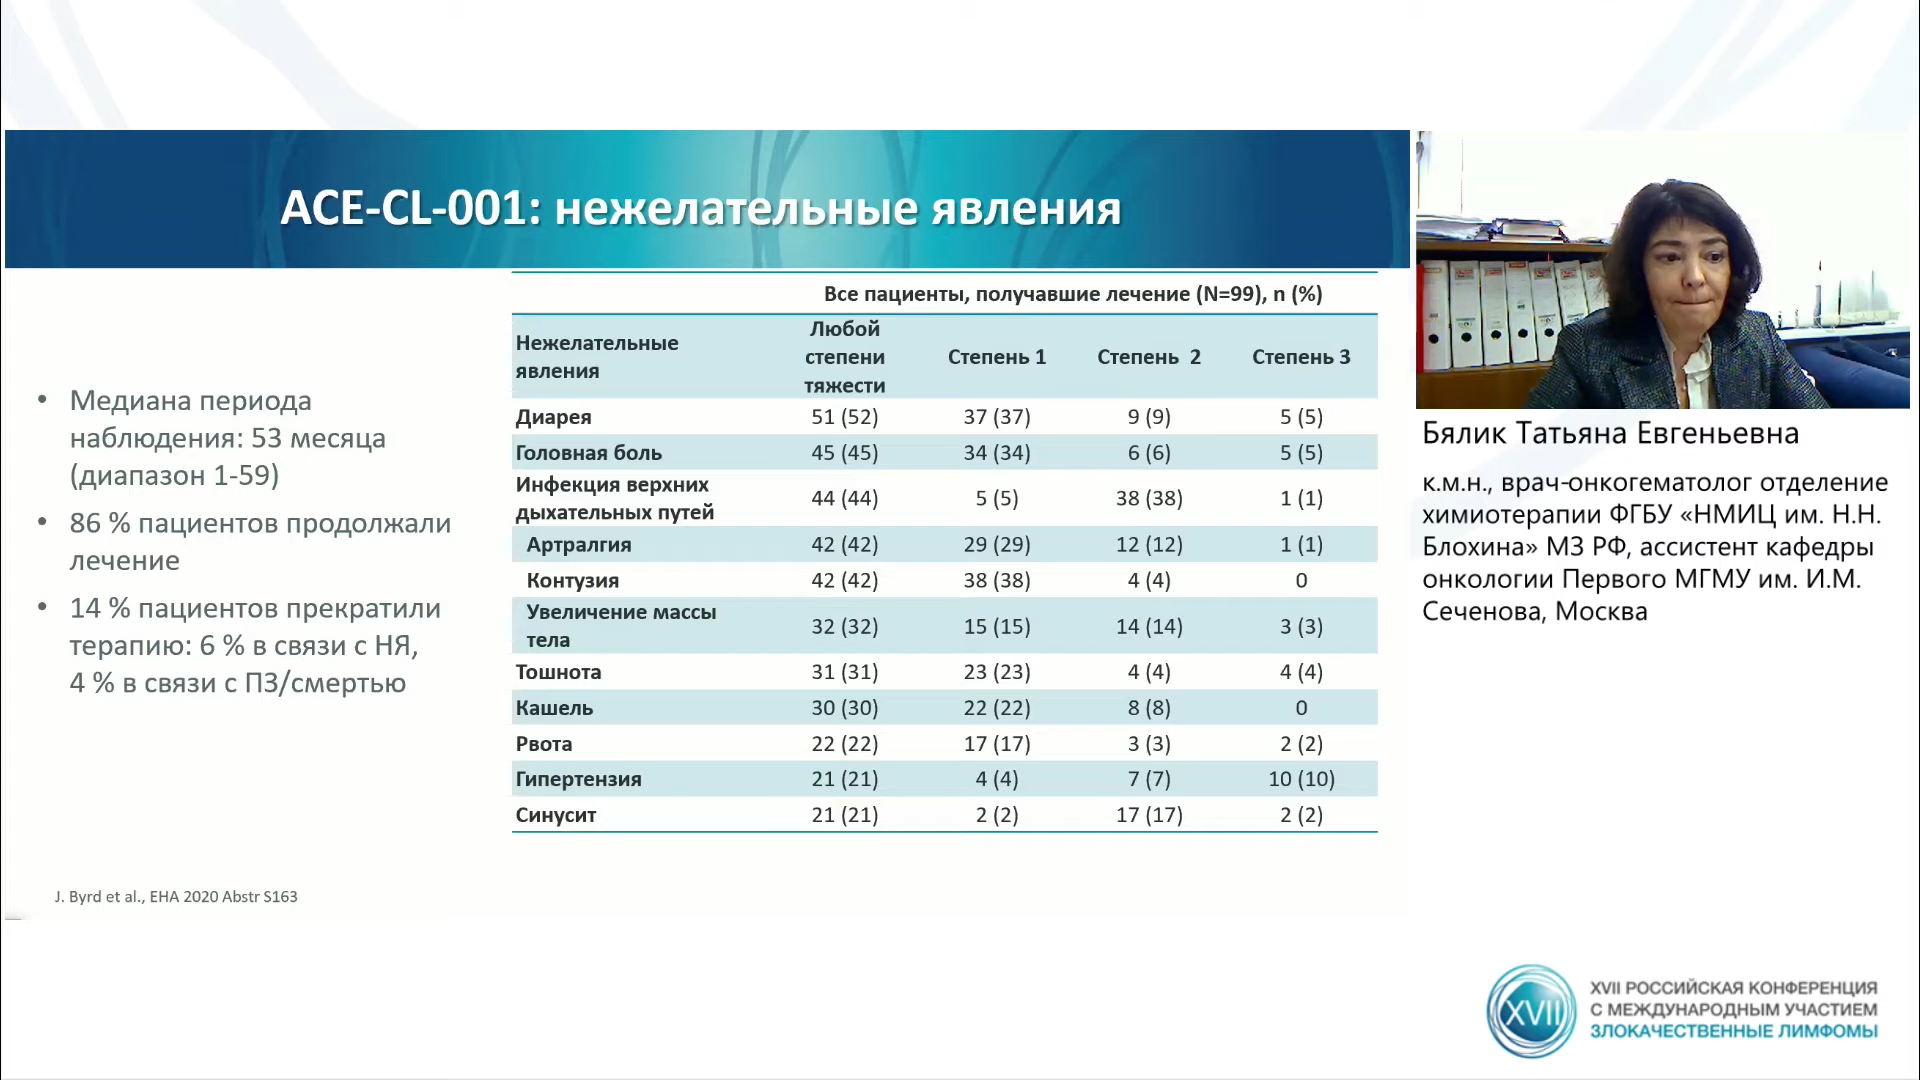 ACE-CL-001: нежелательные явления
• Медиана периода
наблюдения: 53 месяца
(диапазон 1-59)
• 86 % пациентов продолжали
лечение
• 14 % пациентов прекратили
терапию: 6 % в связи с НЯ,
4 % в связи с ПЗ/смертью
Все пациенты, получавшие лечение (N=99), n (%)
Нежелательные
явления
Любой
степени
тяжести
Степень 1
Степень 2
Степень 3
Диарея 51 (52) 37 (37) 9 (9) 5 (5)
Головная боль 45 (45) 34 (34) 6 (6) 5 (5)
Инфекция верхних
дыхательных путей 44 (44) 5 (5) 38 (38) 1 (1)
Артралгия 42 (42) 29 (29) 12 (12) 1 (1)
Контузия 42 (42) 38 (38) 4 (4) 0
Увеличение массы
тела 32 (32) 15 (15) 14 (14) 3 (3)
Тошнота 31 (31) 23 (23) 4 (4) 4 (4)
Кашель 30 (30) 22 (22) 8 (8) 0
Рвота 22 (22) 17 (17) 3 (3) 2 (2)
Гипертензия 21 (21) 4 (4) 7 (7) 10 (10)
Синусит 21 (21) 2 (2) 17 (17) 2 (2)
J. Byrd et al., EHA 2020 Abstr S163
Бялик Татьяна Евгеньевна
к.м.н., врач-онкогематолог отделение
химиотерапии ФГБУ «НМИЦ им. Н.Н.
Блохина» МЗ РФ, ассистент кафедры
онкологии Первого МГМУ им. И.М.
Сеченова, Москва
XVII
XVII РОССИЙСКАЯ КОНФЕРЕНЦИЯ
С МЕЖДУНАРОДНЫМ УЧАСТИЕМ
ЗЛОКАЧЕСТВЕННЫЕ ЛИМФОМЫ